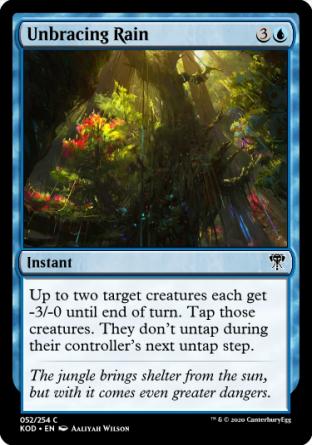 Unbracing Rain 3
Instant
Up to two target creatures each get
-3/-0 until end of turn. Tap those
creatures. They don't untap during
their controller's next untap step.
The jungle brings shelter from the sun,
but with it comes even greater dangers.
052/254 C
KOD • EN Aaliyah Wilson
™ & © 2020 CanterburyEgg